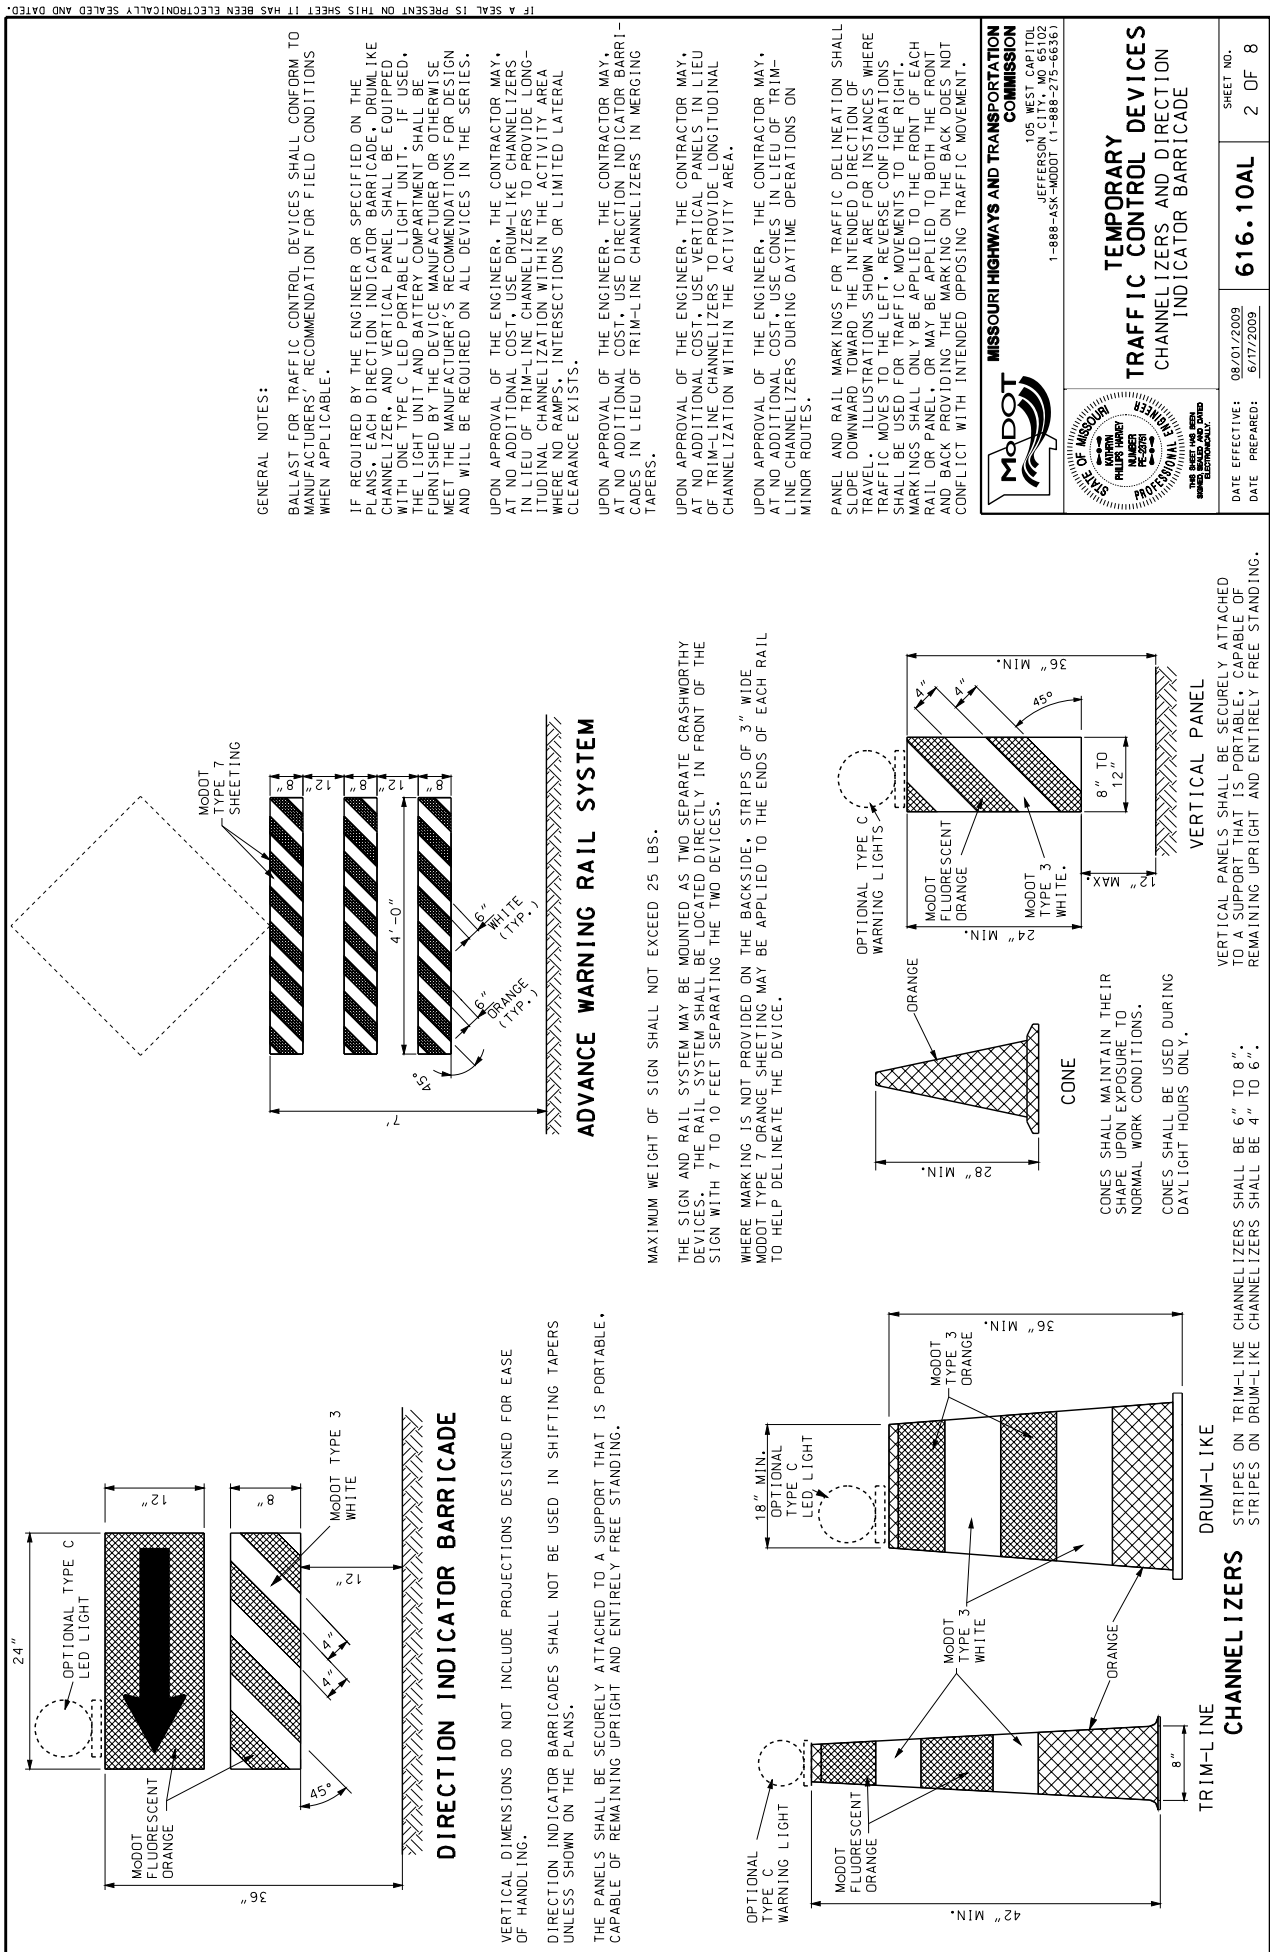 IF A SEAL IS PRESENT ON THIS SHEET IT HAS BEEN ELECTRONICALLY SEALED AND DATED.
24"
OPTIONAL TYPE C
LED LIGHT
12"
8"
MoDOT
FLUORESCENT
ORANGE
MoDOT TYPE 3
WHITE
36"
45°
4"
4"
12"
DIRECTION INDICATOR BARRICADE
VERTICAL DIMENSIONS DO NOT INCLUDE PROJECTIONS DESIGNED FOR EASE
OF HANDLING.
DIRECTION INDICATOR BARRICADES SHALL NOT BE USED IN SHIFTING TAPERS
UNLESS SHOWN ON THE PLANS.
THE PANELS SHALL BE SECURELY ATTACHED TO A SUPPORT THAT IS PORTABLE,
CAPABLE OF REMAINING UPRIGHT AND ENTIRELY FREE STANDING.
MoDOT
TYPE 7
SHEETING
8"
12"
8"
12"
8"
4'-0"
7'
45°
6"
ORANGE
(TYP.)
6"
WHITE
(TYP.)
ADVANCE WARNING RAIL SYSTEM
MAXIMUM WEIGHT OF SIGN SHALL NOT EXCEED 25 LBS.
THE SIGN AND RAIL SYSTEM MAY BE MOUNTED AS TWO SEPARATE CRASHWORTHY
DEVICES. THE RAIL SYSTEM SHALL BE LOCATED DIRECTLY IN FRONT OF THE
SIGN WITH 7 TO 10 FEET SEPARATING THE TWO DEVICES.
WHERE MARKING IS NOT PROVIDED ON THE BACKSIDE, STRIPS OF 3" WIDE
MODOT TYPE 7 ORANGE SHEETING MAY BE APPLIED TO THE ENDS OF EACH RAIL
TO HELP DELINEATE THE DEVICE.
OPTIONAL
TYPE C
WARNING LIGHT
MoDOT
FLUORESCENT
ORANGE
42" MIN.
8"
TRIM-LINE
MoDOT
TYPE 3
WHITE
ORANGE
18" MIN.
OPTIONAL
TYPE C
LED LIGHT
MoDOT
TYPE 3
ORANGE
36" MIN.
DRUM-LIKE
CHANNELIZERS
STRIPES ON TRIM-LINE CHANNELIZERS SHALL BE 6" TO 8".
STRIPES ON DRUM-LIKE CHANNELIZERS SHALL BE 4" TO 6".
28" MIN.
ORANGE
CONE
CONES SHALL MAINTAIN THEIR
SHAPE UPON EXPOSURE TO
NORMAL WORK CONDITIONS.
CONES SHALL BE USED DURING
DAYLIGHT HOURS ONLY.
OPTIONAL TYPE C
WARNING LIGHTS
MoDOT
FLUORESCENT
ORANGE
MoDOT
TYPE 3
WHITE.
24" MIN.
12" MAX.
36" MIN.
4"
4"
45°
8" TO
12"
VERTICAL PANEL
VERTICAL PANELS SHALL BE SECURELY ATTACHED
TO A SUPPORT THAT IS PORTABLE, CAPABLE OF
REMAINING UPRIGHT AND ENTIRELY FREE STANDING.
GENERAL NOTES:
BALLAST FOR TRAFFIC CONTROL DEVICES SHALL CONFORM TO
MANUFACTURERS' RECOMMENDATION FOR FIELD CONDITIONS
WHEN APPLICABLE.
IF REQUIRED BY THE ENGINEER OR SPECIFIED ON THE
PLANS, EACH DIRECTION INDICATOR BARRICADE, DRUMLIKE
CHANNELIZER, AND VERTICAL PANEL SHALL BE EQUIPPED
WITH ONE TYPE C LED PORTABLE LIGHT UNIT. IF USED,
THE LIGHT UNIT AND BATTERY COMPARTMENT SHALL BE
FURNISHED BY THE DEVICE MANUFACTURER OR OTHERWISE
MEET THE MANUFACTURER'S RECOMMENDATIONS FOR DESIGN
AND WILL BE REQUIRED ON ALL DEVICES IN THE SERIES.
UPON APPROVAL OF THE ENGINEER, THE CONTRACTOR MAY,
AT NO ADDITIONAL COST, USE DRUM-LIKE CHANNELIZERS
IN LIEU OF TRIM-LINE CHANNELIZERS TO PROVIDE LONG-
ITUDINAL CHANNELIZATION WITHIN THE ACTIVITY AREA
WHERE NO RAMPS, INTERSECTIONS OR LIMITED LATERAL
CLEARANCE EXISTS.
UPON APPROVAL OF THE ENGINEER, THE CONTRACTOR MAY,
AT NO ADDITIONAL COST, USE DIRECTION INDICATOR BARRI-
CADES IN LIEU OF TRIM-LINE CHANNELIZERS IN MERGING
TAPERS.
UPON APPROVAL OF THE ENGINEER, THE CONTRACTOR MAY,
AT NO ADDITIONAL COST, USE VERTICAL PANELS IN LIEU
OF TRIM-LINE CHANNELIZERS TO PROVIDE LONGITUDINAL
CHANNELIZATION WITHIN THE ACTIVITY AREA.
UPON APPROVAL OF THE ENGINEER, THE CONTRACTOR MAY,
AT NO ADDITIONAL COST, USE CONES IN LIEU OF TRIM-
LINE CHANNELIZERS DURING DAYTIME OPERATIONS ON
MINOR ROUTES.
PANEL AND RAIL MARKINGS FOR TRAFFIC DELINEATION SHALL
SLOPE DOWNWARD TOWARD THE INTENDED DIRECTION OF
TRAVEL. ILLUSTRATIONS SHOWN ARE FOR INSTANCES WHERE
TRAFFIC MOVES TO THE LEFT, REVERSE CONFIGURATIONS
SHALL BE USED FOR TRAFFIC MOVEMENTS TO THE RIGHT.
MARKINGS SHALL ONLY BE APPLIED TO THE FRONT OF EACH
RAIL OR PANEL, OR MAY BE APPLIED TO BOTH THE FRONT
AND BACK PROVIDING THE MARKING ON THE BACK DOES NOT
CONFLICT WITH INTENDED OPPOSING TRAFFIC MOVEMENT.
MoDOT
MISSOURI HIGHWAYS AND TRANSPORTATION
COMMISSION
105 WEST CAPITOL
JEFFERSON CITY, MO 65102
1-888-ASK-MODOT (1-888-275-6636)
STATE OF MISSOURI
KATHRYN
PHILLIPS HARVEY
NUMBER
PE-23751
PROFESSIONAL ENGINEER
THIS SHEET HAS BEEN
SIGNED, SEALED AND DATED
ELECTRONICALLY.
TEMPORARY
TRAFFIC CONTROL DEVICES
CHANNELIZERS AND DIRECTION
INDICATOR BARRICADE
DATE EFFECTIVE: 08/01/2009
DATE PREPARED: 6/17/2009
616.10AL
SHEET NO.
2 OF 8